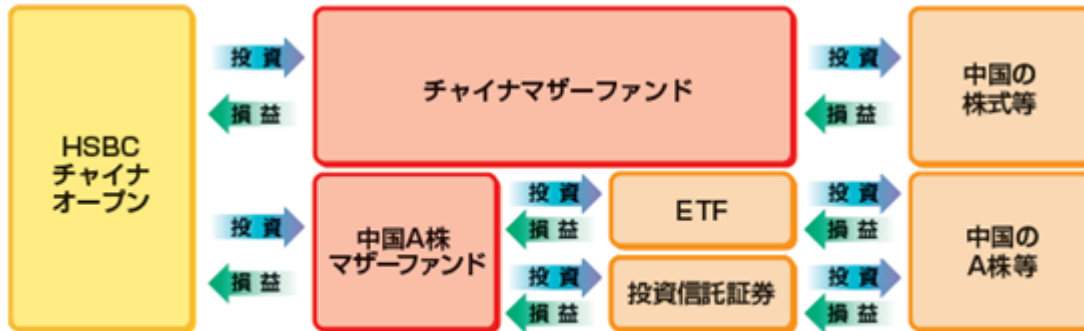 HSBC
チャイナ
オープン
投資
損益
チャイナマザーファンド
投資
損益
中国の
株式等
投資
損益
中国A株
マザーファンド
投資
損益
ETF
投資
損益
投資
損益
投資信託証券
投資
損益
中国の
A株等